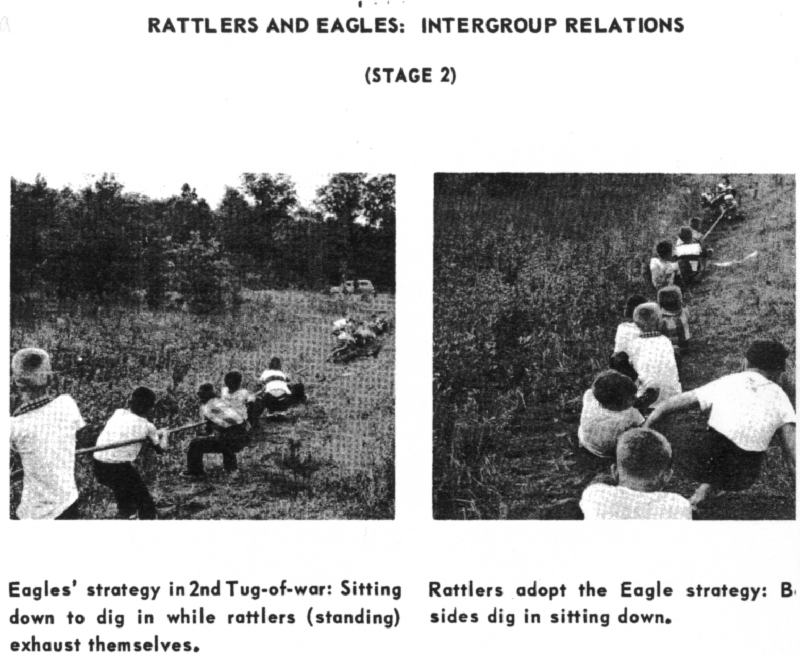 RATTLERS AND EAGLES: INTERGROUP RELATIONS
(STAGE 2)
Eagles' strategy in 2nd Tug-of-war: Sitting
down to dig in while rattlers (standing)
exhaust themselves.
Rattlers adopt the Eagle strategy:
sides dig in sitting down.